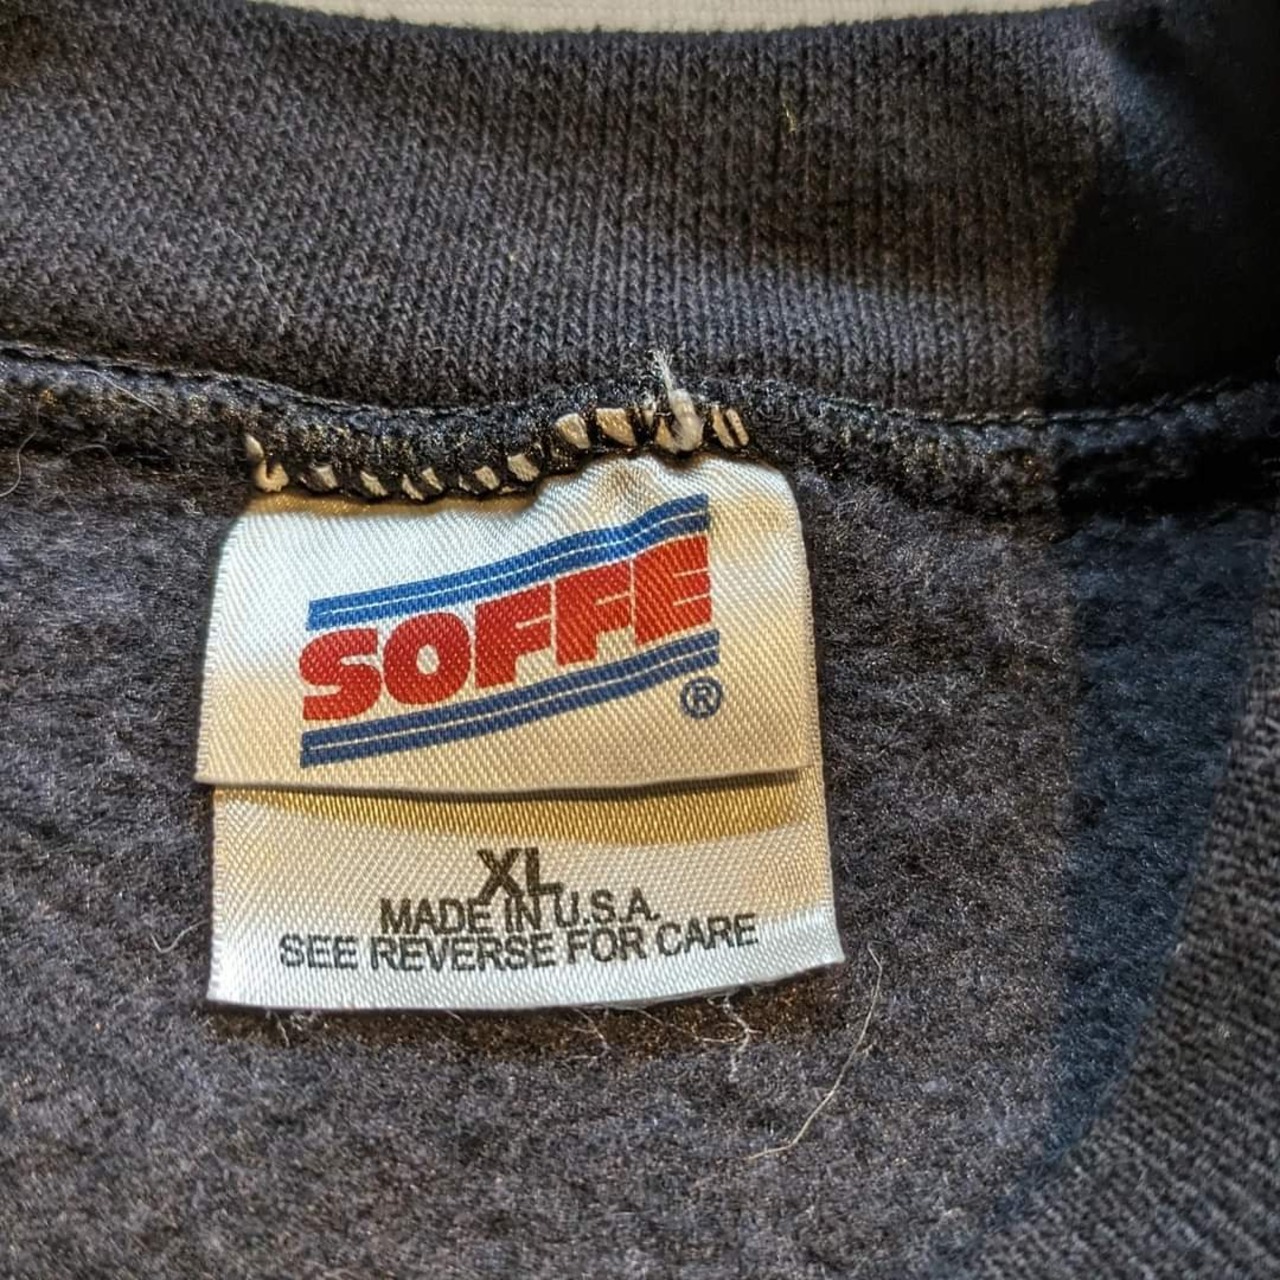 SOFFE
®
XL
MADE IN U.S.A.
SEE REVERSE FOR CARE